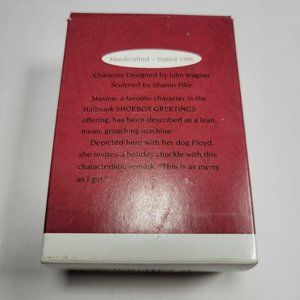 Handcrafted – Dated 1996
Character Designed by John Wagner
Sculpted by Sharon Pike
Maxine, a favorite character in the
Hallmark SHOEBOX GREETINGS
offering, has been described as a lean,
mean, grouching machine.
Depicted here with her dog Floyd,
she invites a holiday chuckle with this
characteristic remark, "This is as merry
as I get."